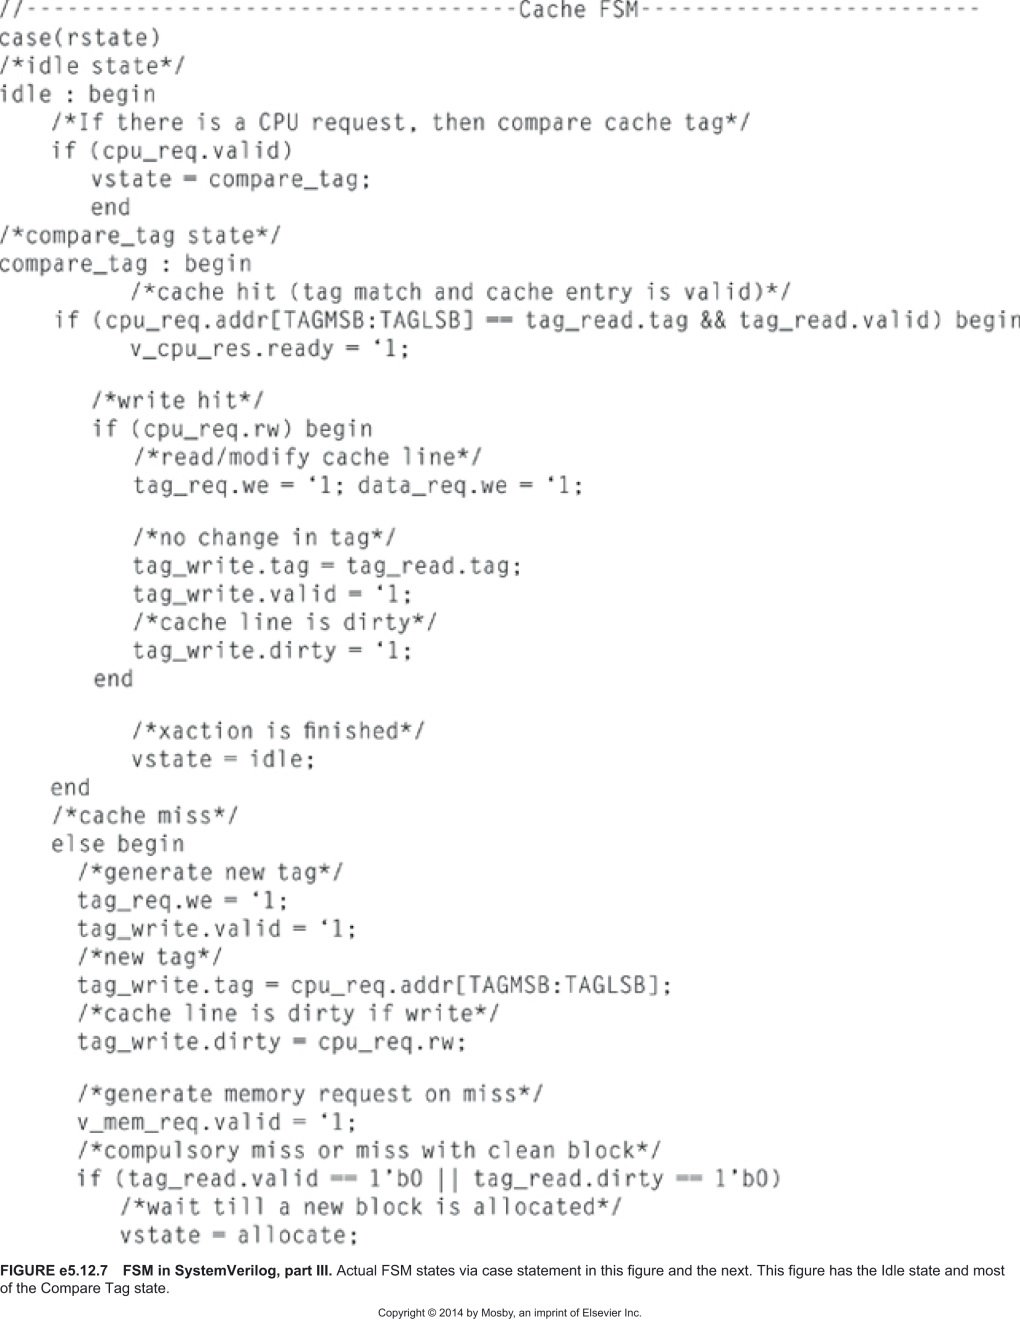 //------------------------------------Cache FSM-------------------------
case(rstate)
/*idle state*/
idle : begin
/*If there is a CPU request, then compare cache tag*/
if (cpu_req.valid)
vstate = compare_tag;
end
/*compare_tag state*/
compare_tag : begin
/*cache hit (tag match and cache entry is valid)*/
if (cpu_req.addr[TAGMSB:TAGLSB] == tag_read.tag && tag_read.valid) begin
v_cpu_res.ready = ‘1;
/*write hit*/
if (cpu_req.rw) begin
/*read/modify cache line*/
tag_req.we = ‘1; data_req.we = ‘1;
/*no change in tag*/
tag_write.tag = tag_read.tag;
tag_write.valid = ‘1;
/*cache line is dirty*/
tag_write.dirty = ‘1;
end
/*xaction is finished*/
vstate = idle;
end
/*cache miss*/
else begin
/*generate new tag*/
tag_req.we = ‘1;
tag_write.valid = ‘1;
/*new tag*/
tag_write.tag = cpu_req.addr[TAGMSB:TAGLSB];
/*cache line is dirty if write*/
tag_write.dirty = cpu_req.rw;
/*generate memory request on miss*/
v_mem_req.valid = ‘1;
/*compulsory miss or miss with clean block*/
if (tag_read.valid == 1’b0 || tag_read.dirty == 1’b0)
/*wait till a new block is allocated*/
vstate = allocate;
FIGURE e5.12.7 FSM in SystemVerilog, part III. Actual FSM states via case statement in this figure and the next. This figure has the Idle state and most
of the Compare Tag state.
Copyright © 2014 by Mosby, an imprint of Elsevier Inc.